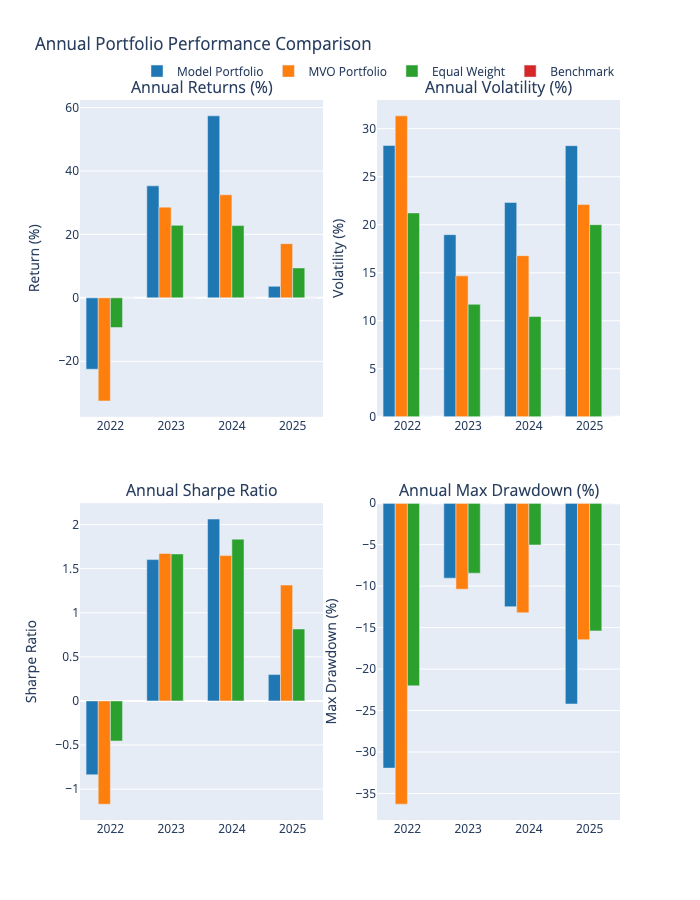 Annual Portfolio Performance Comparison
Model Portfolio MVO Portfolio Equal Weight Benchmark
Annual Returns (%)
Return (%)
60
40
20
0
−20
2022 2023 2024 2025
Annual Volatility (%)
Volatility (%)
30
25
20
15
10
5
0
2022 2023 2024 2025
Annual Sharpe Ratio
Sharpe Ratio
2
1.5
1
0.5
0
−0.5
−1
2022 2023 2024 2025
Annual Max Drawdown (%)
Max Drawdown (%)
0
−5
−10
−15
−20
−25
−30
−35
2022 2023 2024 2025